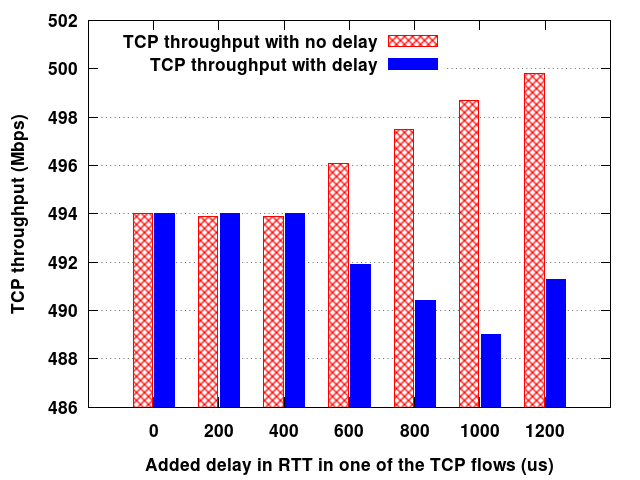 502
500
498
496
494
492
490
488
486
TCP throughput (Mbps)
TCP throughput with no delay
TCP throughput with delay
0 200 400 600 800 1000 1200
Added delay in RTT in one of the TCP flows (us)